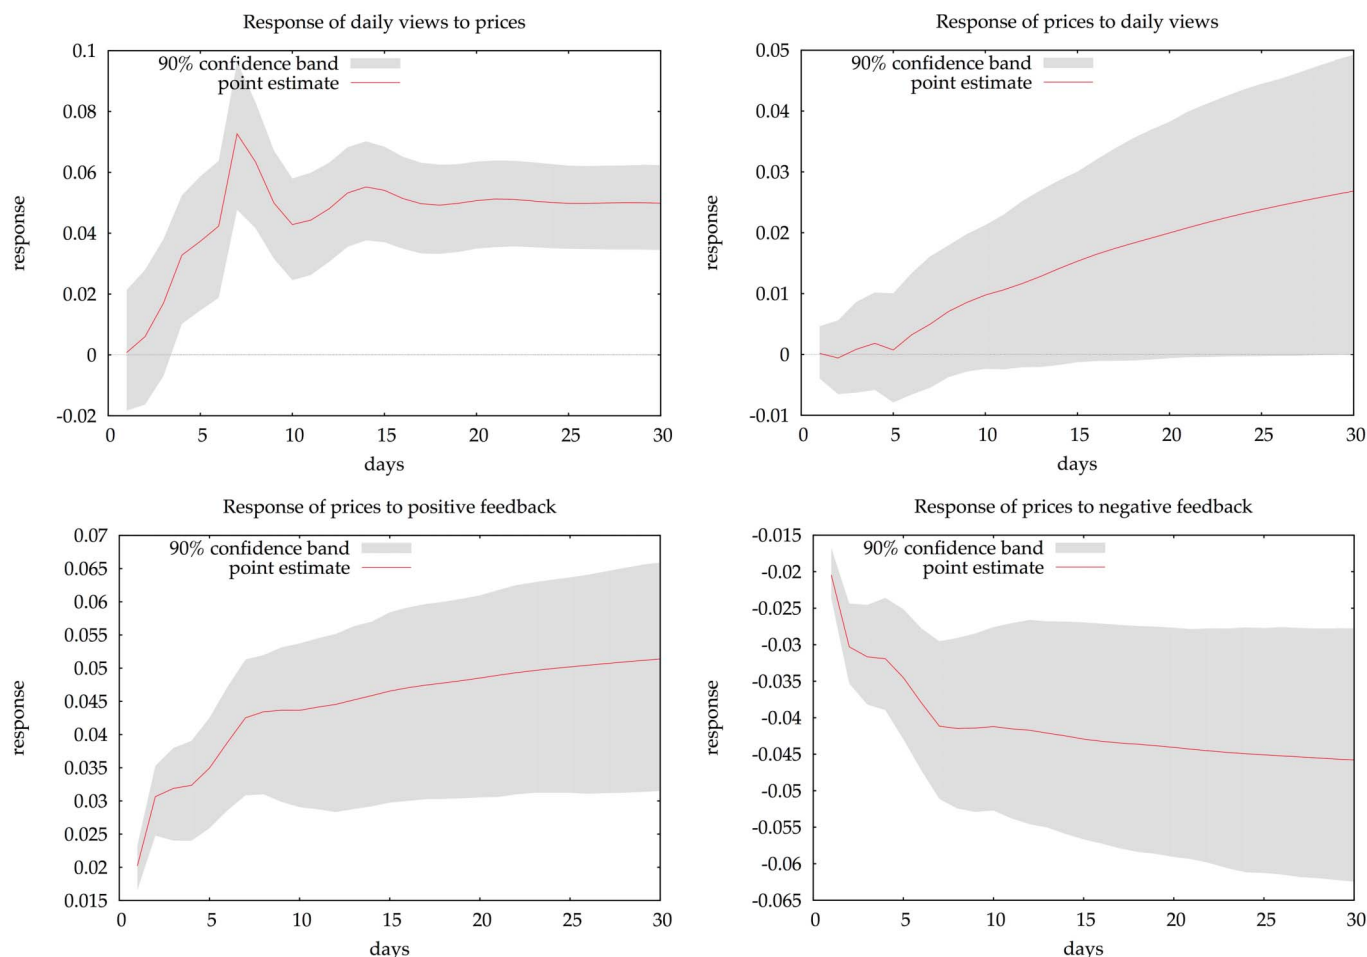 Response of daily views to prices
0.1
0.08
0.06
0.04
0.02
0
-0.02
response
90% confidence band
point estimate
0 5 10 15 20 25 30
days
Response of prices to daily views
0.05
0.04
0.03
0.02
0.01
0
-0.01
response
90% confidence band
point estimate
0 5 10 15 20 25 30
days
Response of prices to positive feedback
0.07
0.065
0.06
0.055
0.05
0.045
0.04
0.035
0.03
0.025
0.02
0.015
response
90% confidence band
point estimate
0 5 10 15 20 25 30
days
Response of prices to negative feedback
-0.015
-0.02
-0.025
-0.03
-0.035
-0.04
-0.045
-0.05
-0.055
-0.06
-0.065
response
90% confidence band
point estimate
0 5 10 15 20 25 30
days